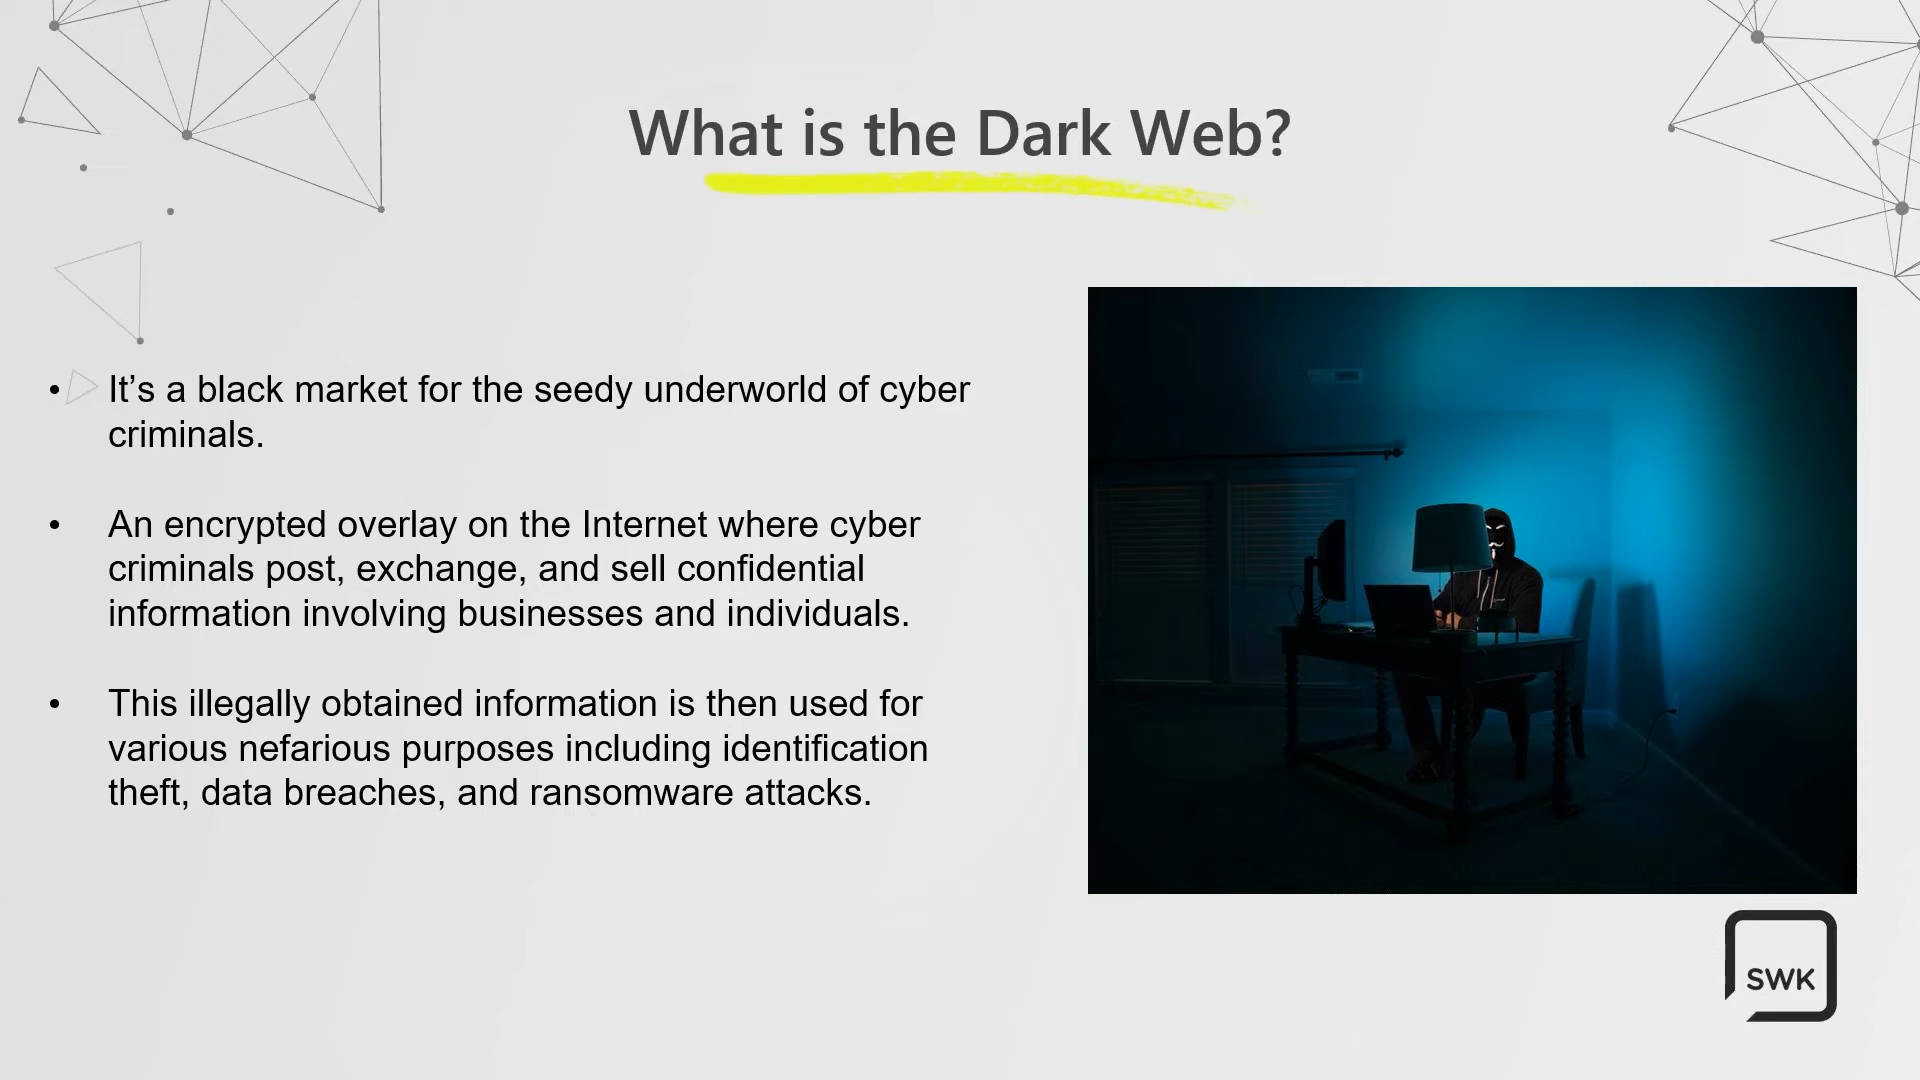 What is the Dark Web?
• It’s a black market for the seedy underworld of cyber
criminals.
• An encrypted overlay on the Internet where cyber
criminals post, exchange, and sell confidential
information involving businesses and individuals.
• This illegally obtained information is then used for
various nefarious purposes including identification
theft, data breaches, and ransomware attacks.
SWK